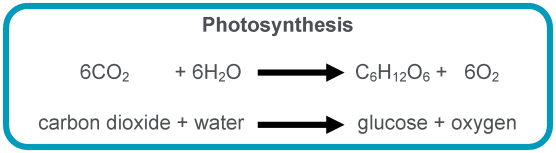 Photosynthesis
6CO₂ + 6H₂O → C₆H₁₂O₆ + 6O₂
carbon dioxide + water → glucose + oxygen